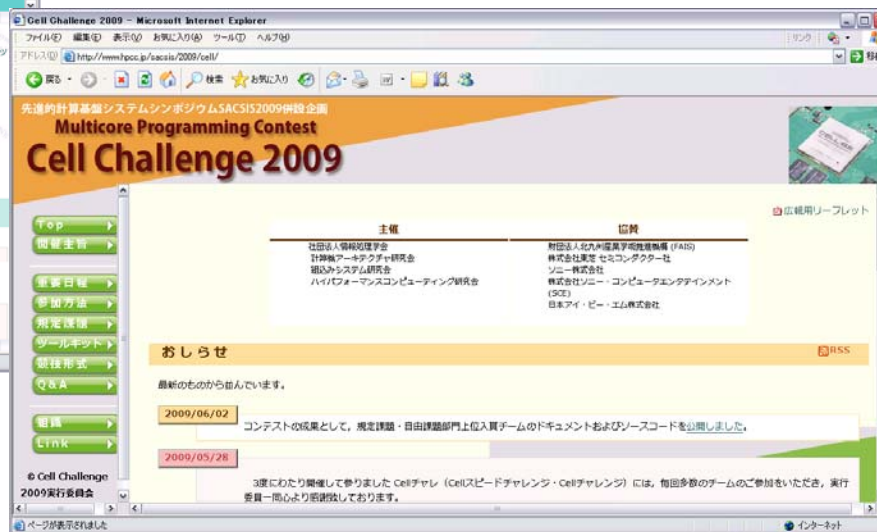 Cell Challenge 2009 - Microsoft Internet Explorer
ファイル(F) 編集(E) 表示(V) お気に入り(A) ツール(T) ヘルプ(H)
リンク
アドレス(D) http://www.hpcc.jp/sacsis/2009/cell/
戻る 検索 お気に入り
先進的計算基盤システムシンポジウムSACSIS2009併設企画
Multicore Programming Contest
Cell Challenge 2009
広報用リーフレット
Top
開催主旨
重要日程
参加方法
規定課題
ツールキット
競技形式
Q&A
組織
Link
© Cell Challenge
2009実行委員会
主催
社団法人情報処理学会
計算機アーキテクチャ研究会
組込みシステム研究会
ハイパフォーマンスコンピューティング研究会
協賛
財団法人北九州産業学術推進機構 (FAIS)
株式会社東芝 セミコンダクター社
ソニー株式会社
株式会社ソニー・コンピュータエンタテインメント
(SCE)
日本アイ・ビー・エム株式会社
おしらせ
RSS
最新のものから並んでいます。
2009/06/02
コンテストの成果として，規定課題・自由課題部門上位入賞チームのドキュメントおよびソースコードを公開しました。
2009/05/28
3度にわたり開催して参りました Cellチャレ（Cellスピードチャレンジ・Cellチャレンジ）には，毎回多数のチームのご参加をいただき，実行
委員一同心より感謝致しております。
ページが表示されました
インターネット